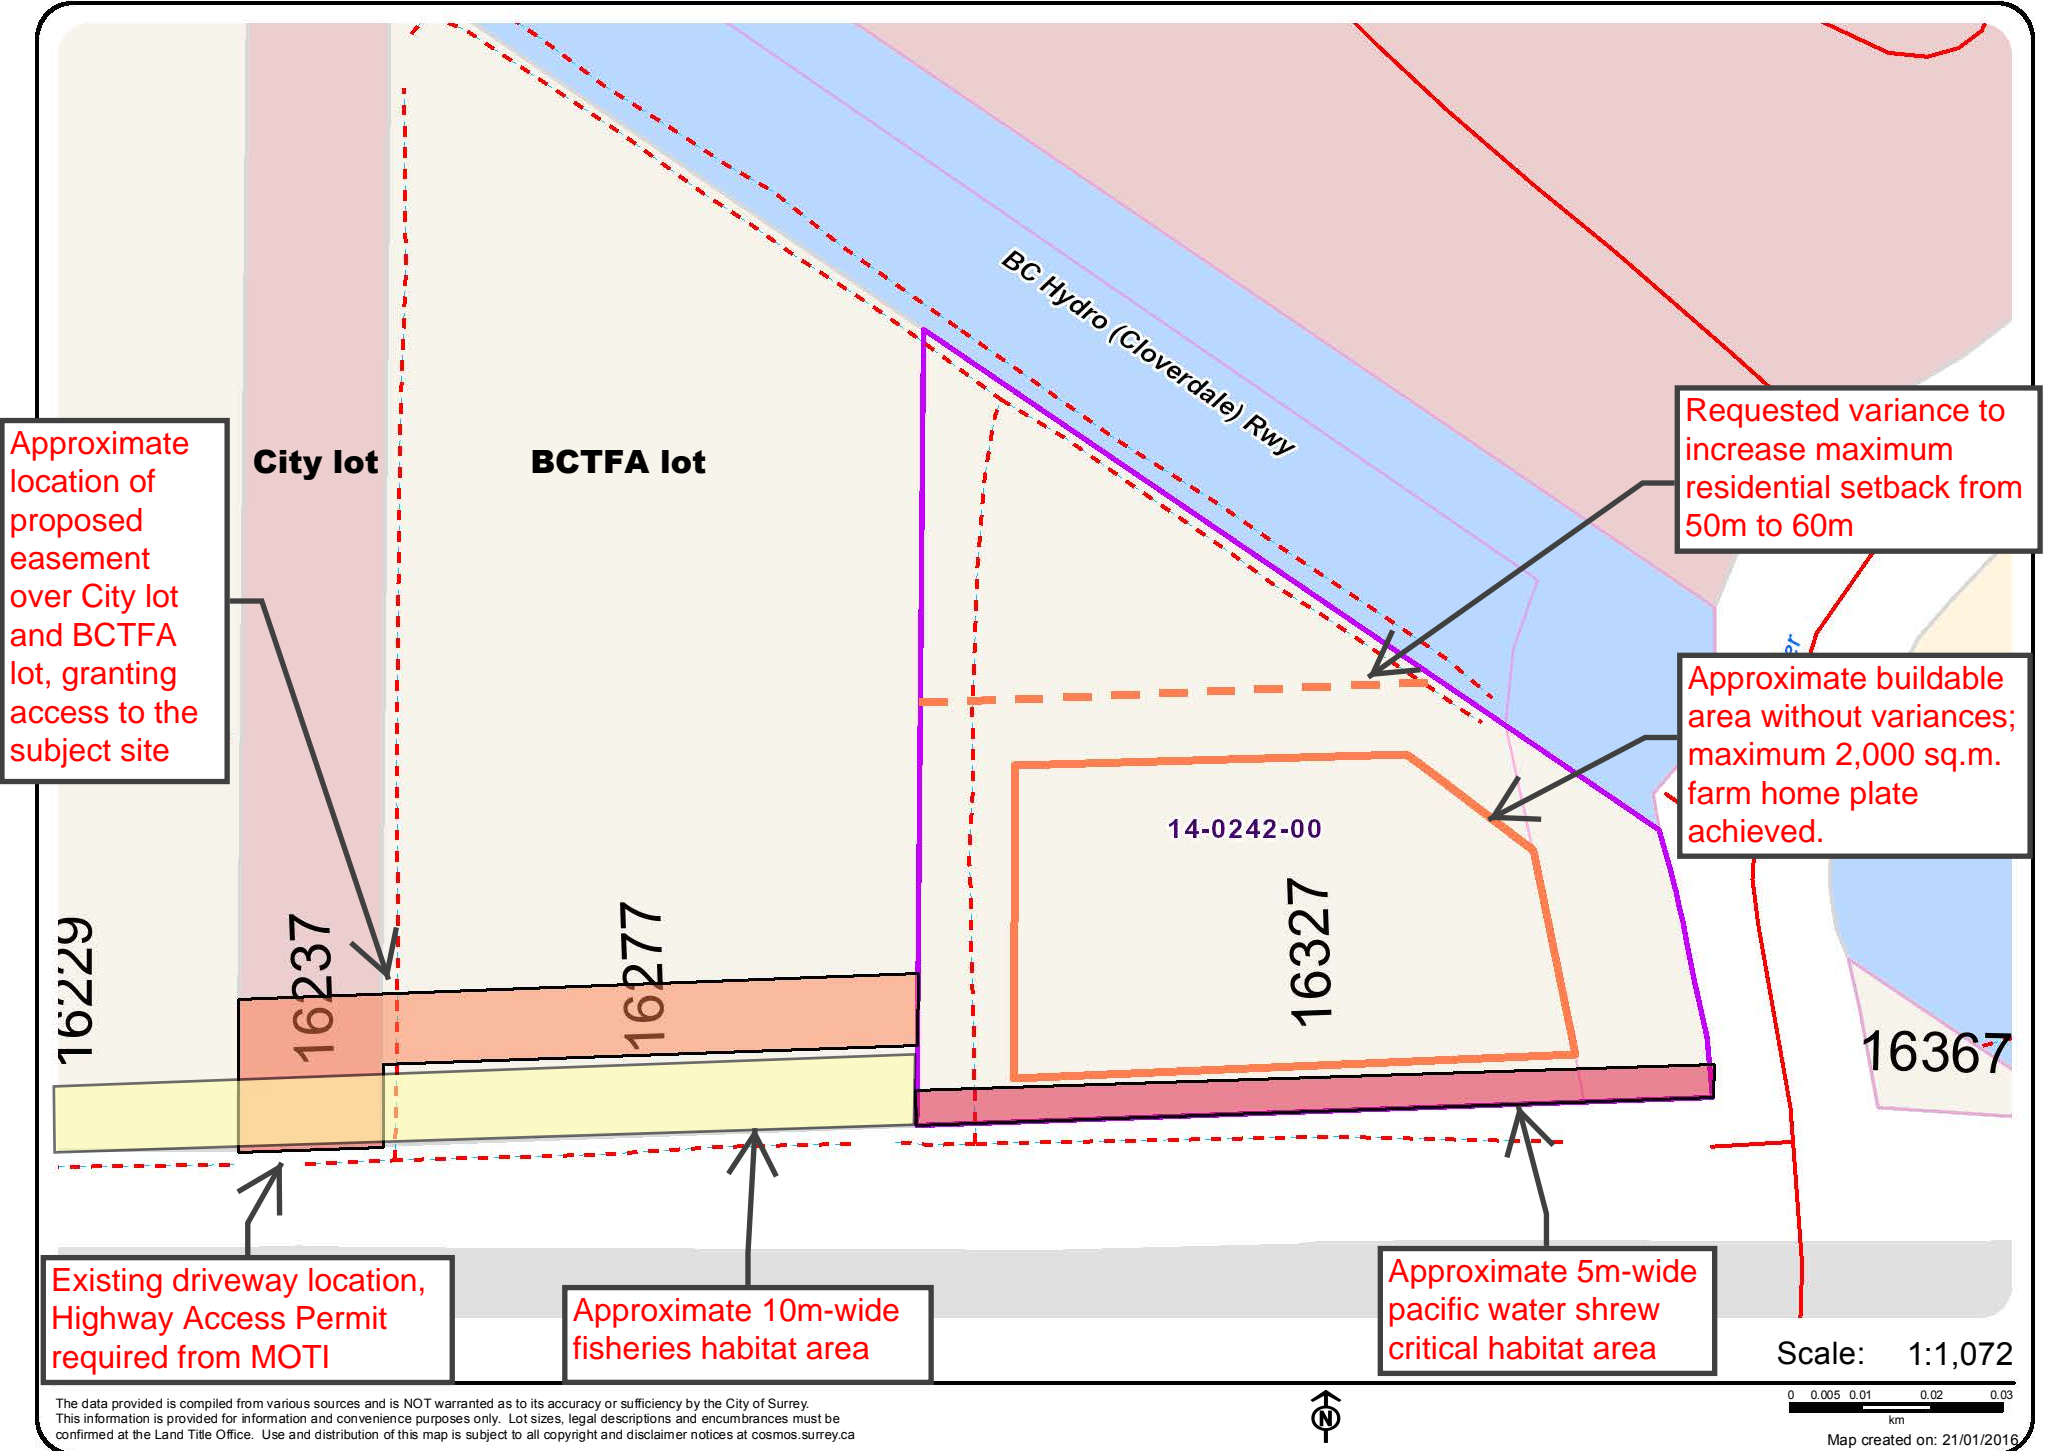 BC Hydro (Cloverdale) Rwy
Requested variance to
increase maximum
residential setback from
50m to 60m
Approximate
location of
proposed
easement
over City lot
and BCTFA
lot, granting
access to the
subject site
City lot
BCTFA lot
er
Approximate buildable
area without variances;
maximum 2,000 sq.m.
farm home plate
achieved.
14-0242-00
16229
16237
16277
16327
16367
Existing driveway location,
Highway Access Permit
required from MOTI
Approximate 10m-wide
fisheries habitat area
Approximate 5m-wide
pacific water shrew
critical habitat area
Scale: 1:1,072
0 0.005 0.01 0.02 0.03
km
N
The data provided is compiled from various sources and is NOT warranted as to its accuracy or sufficiency by the City of Surrey.
This information is provided for information and convenience purposes only. Lot sizes, legal descriptions and encumbrances must be
confirmed at the Land Title Office. Use and distribution of this map is subject to all copyright and disclaimer notices at cosmos.surrey.ca
Map created on: 21/01/2016